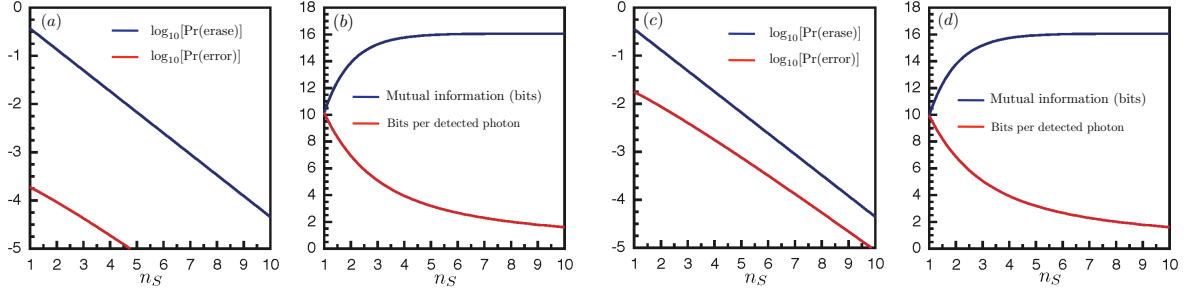 (a)
log₁₀[Pr(erase)]
log₁₀[Pr(error)]
0
-1
-2
-3
-4
-5
1 2 3 4 5 6 7 8 9 10
n_S
(b)
Mutual information (bits)
Bits per detected photon
18
16
14
12
10
8
6
4
2
0
1 2 3 4 5 6 7 8 9 10
n_S
(c)
log₁₀[Pr(erase)]
log₁₀[Pr(error)]
0
-1
-2
-3
-4
-5
1 2 3 4 5 6 7 8 9 10
n_S
(d)
Mutual information (bits)
Bits per detected photon
18
16
14
12
10
8
6
4
2
0
1 2 3 4 5 6 7 8 9 10
n_S